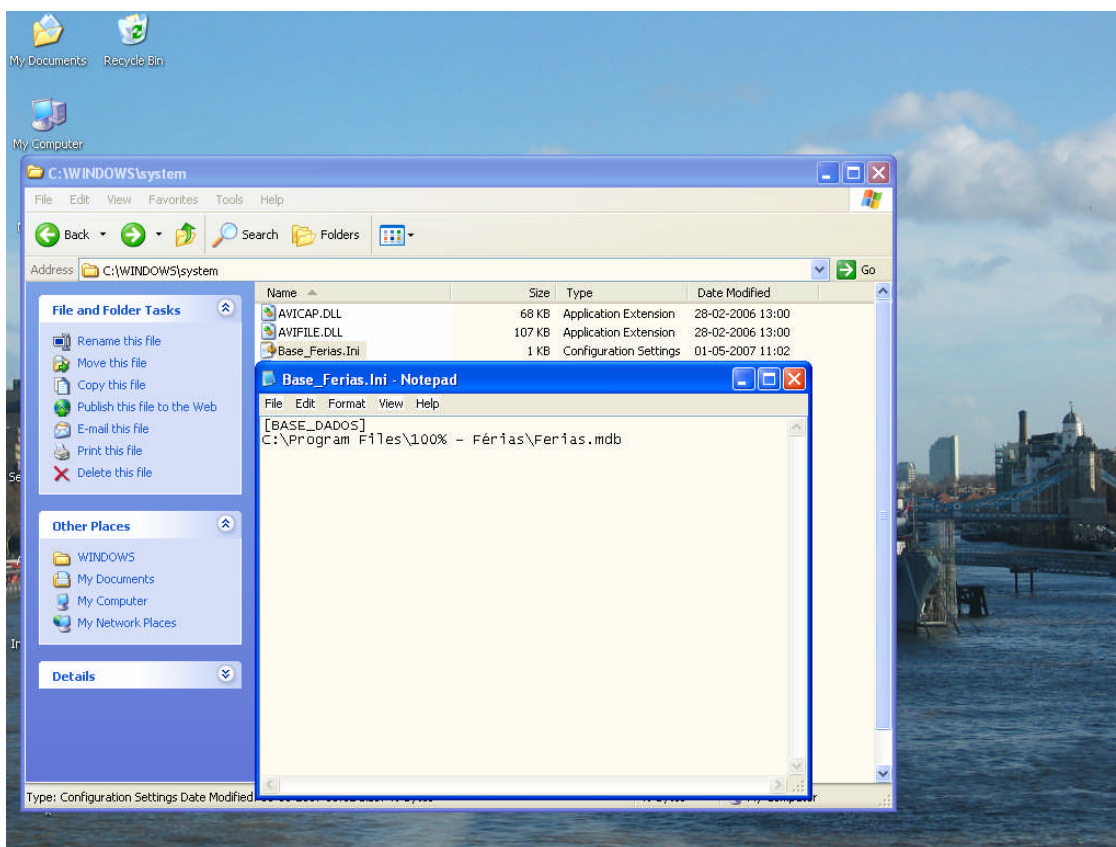 My Documents
Recycle Bin
My Computer
C:\WINDOWS\system
File Edit View Favorites Tools Help
Back Search Folders
Address C:\WINDOWS\system Go
File and Folder Tasks
Rename this file
Move this file
Copy this file
Publish this file to the Web
E-mail this file
Print this file
Delete this file
Other Places
WINDOWS
My Documents
My Computer
My Network Places
Details
Name Size Type Date Modified
AVICAP.DLL 68 KB Application Extension 28-02-2006 13:00
AVIFILE.DLL 107 KB Application Extension 28-02-2006 13:00
Base_Ferias.Ini 1 KB Configuration Settings 01-05-2007 11:02
Base_Ferias.Ini - Notepad
File Edit Format View Help
[BASE_DADOS]
C:\Program Files\100% - Férias\Ferias.mdb
Type: Configuration Settings Date Modified